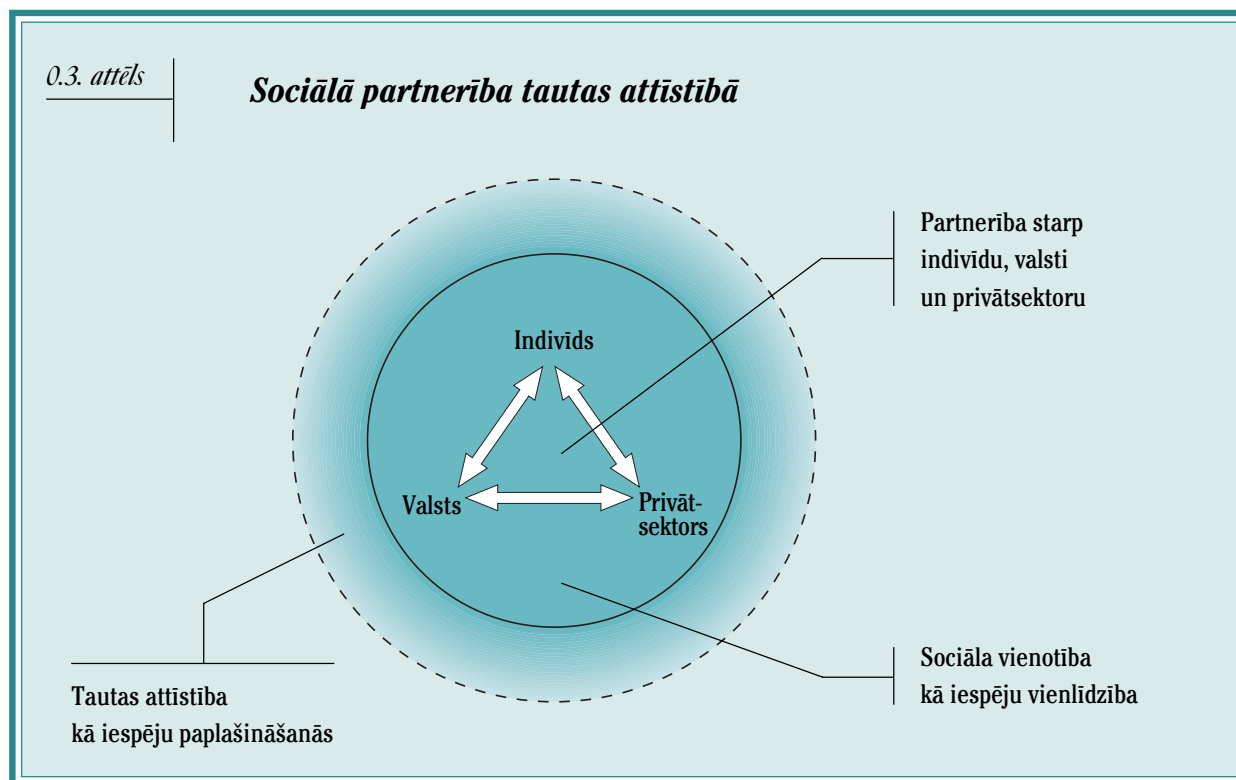 0.3. attēls
Sociālā partnerība tautas attīstībā
Partnerība starp
indivīdu, valsti
un privātsektoru
Indivīds
Valsts
Privāt-
sektors
Sociāla vienotība
kā iespēju vienlīdzība
Tautas attīstība
kā iespēju paplašināšanās